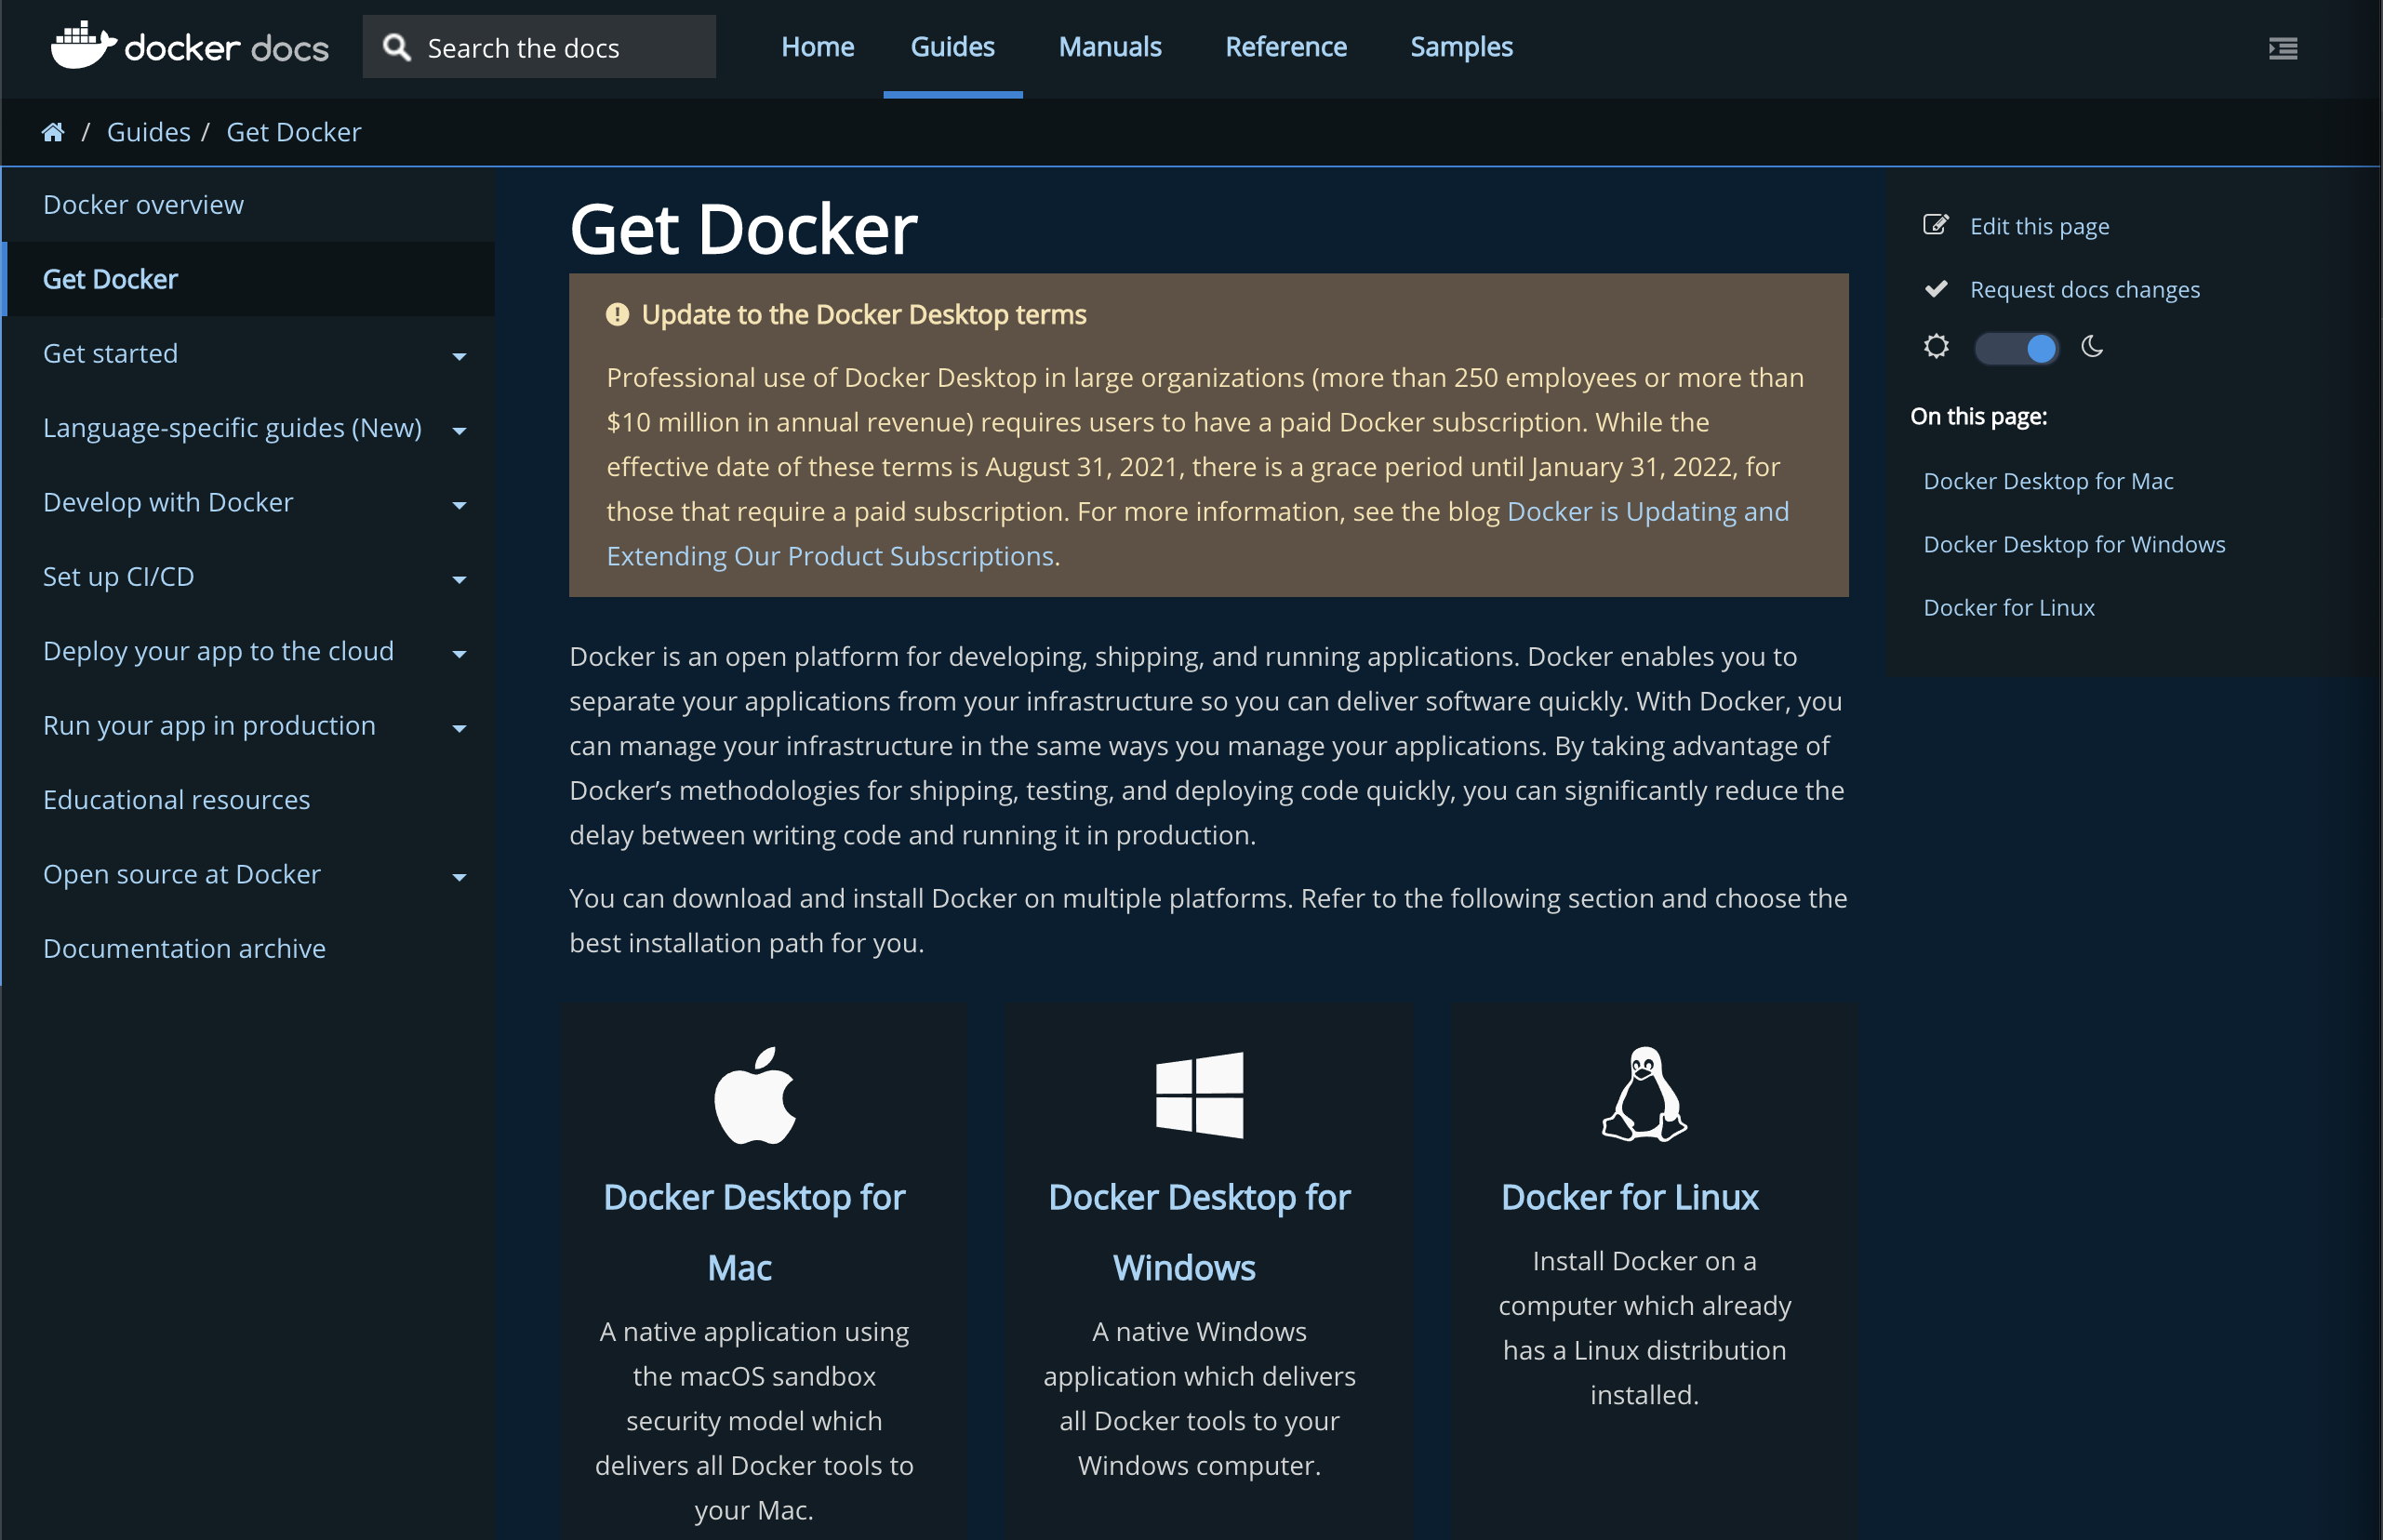 docker docs
Search the docs
Home
Guides
Manuals
Reference
Samples
/ Guides / Get Docker
Docker overview
Get Docker
Get started
Language-specific guides (New)
Develop with Docker
Set up CI/CD
Deploy your app to the cloud
Run your app in production
Educational resources
Open source at Docker
Documentation archive
Get Docker
Update to the Docker Desktop terms
Professional use of Docker Desktop in large organizations (more than 250 employees or more than
$10 million in annual revenue) requires users to have a paid Docker subscription. While the
effective date of these terms is August 31, 2021, there is a grace period until January 31, 2022, for
those that require a paid subscription. For more information, see the blog Docker is Updating and
Extending Our Product Subscriptions.
Docker is an open platform for developing, shipping, and running applications. Docker enables you to
separate your applications from your infrastructure so you can deliver software quickly. With Docker, you
can manage your infrastructure in the same ways you manage your applications. By taking advantage of
Docker’s methodologies for shipping, testing, and deploying code quickly, you can significantly reduce the
delay between writing code and running it in production.
You can download and install Docker on multiple platforms. Refer to the following section and choose the
best installation path for you.
Docker Desktop for
Mac
A native application using
the macOS sandbox
security model which
delivers all Docker tools to
your Mac.
Docker Desktop for
Windows
A native Windows
application which delivers
all Docker tools to your
Windows computer.
Docker for Linux
Install Docker on a
computer which already
has a Linux distribution
installed.
Edit this page
Request docs changes
On this page:
Docker Desktop for Mac
Docker Desktop for Windows
Docker for Linux